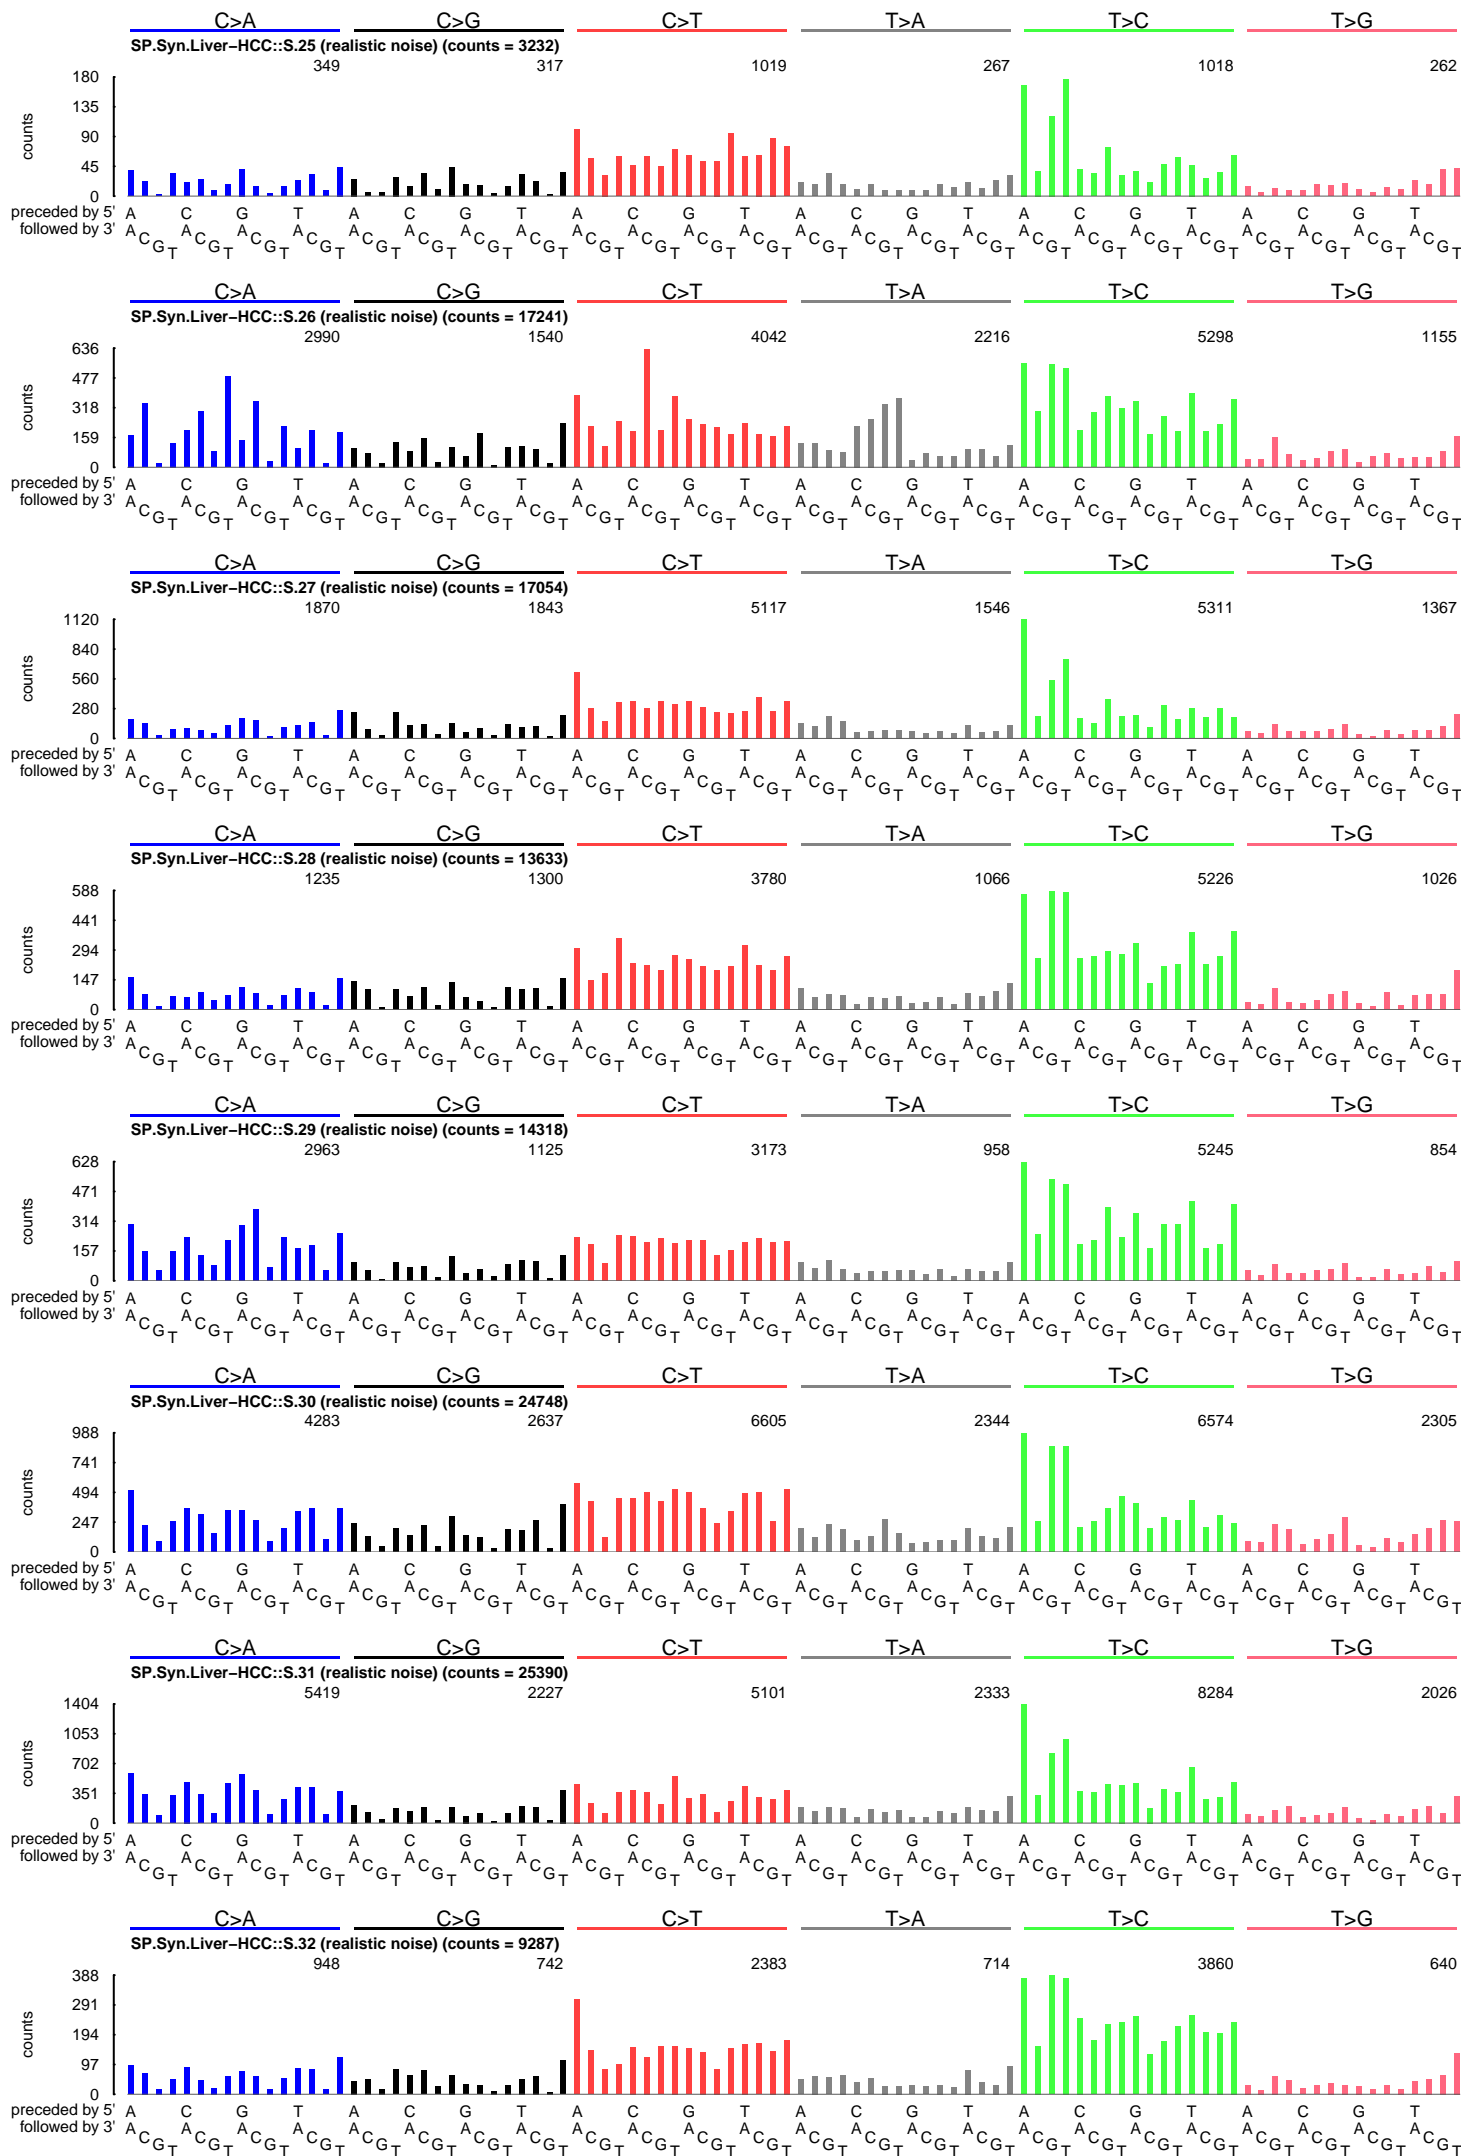 C>A C>G C>T T>A T>C T>G
SP.Syn.Liver−HCC::S.25 (realistic noise) (counts = 3232)
349 317 1019 267 1018 262
180
135
90
45
0
counts
preceded by 5' A C G T A C G T A C G T A C G T A C G T A C G T
followed by 3' A C G T A C G T A C G T A C G T A C G T A C G T A C G T A C G T A C G T A C G T A C G T A C G T A C G T A C G T A C G T A C G T A C G T A C G T A C G T A C G T A C G T A C G T A C G T A C G T
C>A C>G C>T T>A T>C T>G
SP.Syn.Liver−HCC::S.26 (realistic noise) (counts = 17241)
2990 1540 4042 2216 5298 1155
636
477
318
159
0
counts
preceded by 5' A C G T A C G T A C G T A C G T A C G T A C G T
followed by 3' A C G T A C G T A C G T A C G T A C G T A C G T A C G T A C G T A C G T A C G T A C G T A C G T A C G T A C G T A C G T A C G T A C G T A C G T A C G T A C G T A C G T A C G T A C G T A C G T
C>A C>G C>T T>A T>C T>G
SP.Syn.Liver−HCC::S.27 (realistic noise) (counts = 17054)
1870 1843 5117 1546 5311 1367
1120
840
560
280
0
counts
preceded by 5' A C G T A C G T A C G T A C G T A C G T A C G T
followed by 3' A C G T A C G T A C G T A C G T A C G T A C G T A C G T A C G T A C G T A C G T A C G T A C G T A C G T A C G T A C G T A C G T A C G T A C G T A C G T A C G T A C G T A C G T A C G T A C G T
C>A C>G C>T T>A T>C T>G
SP.Syn.Liver−HCC::S.28 (realistic noise) (counts = 13633)
1235 1300 3780 1066 5226 1026
588
441
294
147
0
counts
preceded by 5' A C G T A C G T A C G T A C G T A C G T A C G T
followed by 3' A C G T A C G T A C G T A C G T A C G T A C G T A C G T A C G T A C G T A C G T A C G T A C G T A C G T A C G T A C G T A C G T A C G T A C G T A C G T A C G T A C G T A C G T A C G T A C G T
C>A C>G C>T T>A T>C T>G
SP.Syn.Liver−HCC::S.29 (realistic noise) (counts = 14318)
2963 1125 3173 958 5245 854
628
471
314
157
0
counts
preceded by 5' A C G T A C G T A C G T A C G T A C G T A C G T
followed by 3' A C G T A C G T A C G T A C G T A C G T A C G T A C G T A C G T A C G T A C G T A C G T A C G T A C G T A C G T A C G T A C G T A C G T A C G T A C G T A C G T A C G T A C G T A C G T A C G T
C>A C>G C>T T>A T>C T>G
SP.Syn.Liver−HCC::S.30 (realistic noise) (counts = 24748)
4283 2637 6605 2344 6574 2305
988
741
494
247
0
counts
preceded by 5' A C G T A C G T A C G T A C G T A C G T A C G T
followed by 3' A C G T A C G T A C G T A C G T A C G T A C G T A C G T A C G T A C G T A C G T A C G T A C G T A C G T A C G T A C G T A C G T A C G T A C G T A C G T A C G T A C G T A C G T A C G T A C G T
C>A C>G C>T T>A T>C T>G
SP.Syn.Liver−HCC::S.31 (realistic noise) (counts = 25390)
5419 2227 5101 2333 8284 2026
1404
1053
702
351
0
counts
preceded by 5' A C G T A C G T A C G T A C G T A C G T A C G T
followed by 3' A C G T A C G T A C G T A C G T A C G T A C G T A C G T A C G T A C G T A C G T A C G T A C G T A C G T A C G T A C G T A C G T A C G T A C G T A C G T A C G T A C G T A C G T A C G T A C G T
C>A C>G C>T T>A T>C T>G
SP.Syn.Liver−HCC::S.32 (realistic noise) (counts = 9287)
948 742 2383 714 3860 640
388
291
194
97
0
counts
preceded by 5' A C G T A C G T A C G T A C G T A C G T A C G T
followed by 3' A C G T A C G T A C G T A C G T A C G T A C G T A C G T A C G T A C G T A C G T A C G T A C G T A C G T A C G T A C G T A C G T A C G T A C G T A C G T A C G T A C G T A C G T A C G T A C G T